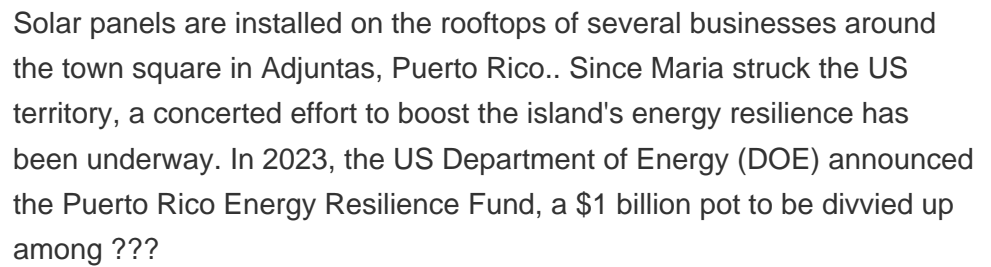 Solar panels are installed on the rooftops of several businesses around
the town square in Adjuntas, Puerto Rico.. Since Maria struck the US
territory, a concerted effort to boost the island's energy resilience has
been underway. In 2023, the US Department of Energy (DOE) announced
the Puerto Rico Energy Resilience Fund, a $1 billion pot to be divvied up
among ???